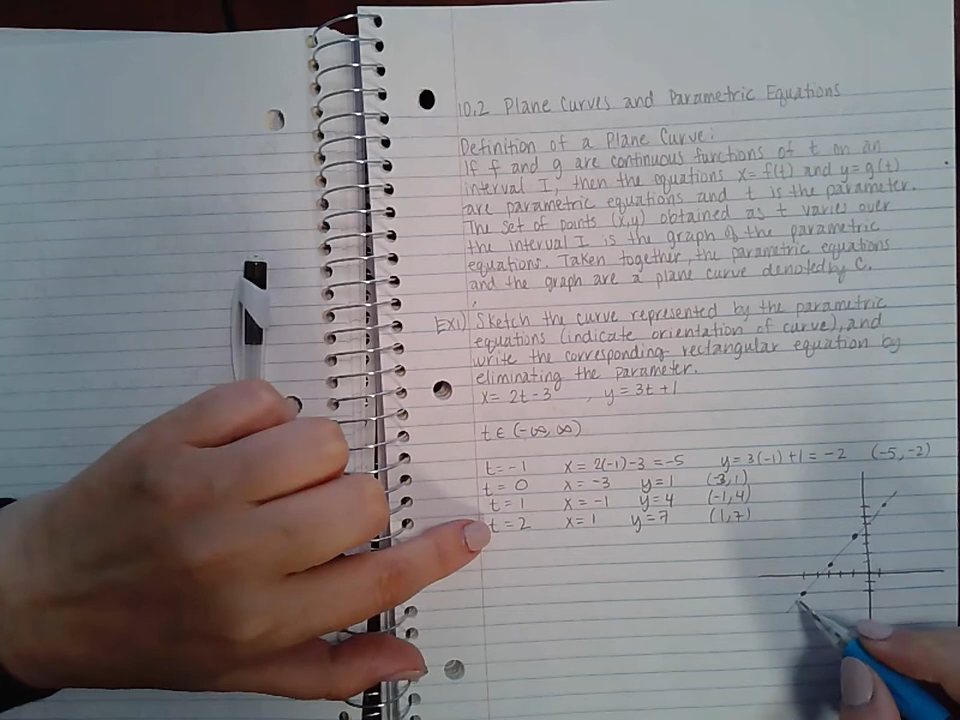 10.2 Plane Curves and Parametric Equations
Definition of a Plane Curve:
If f and g are continuous functions of t on an
interval I, then the equations x= f(t) and y= g(t)
are parametric equations and t is the parameter.
The set of points (x,y) obtained as t varies over
the interval I is the graph of the parametric
equations. Taken together, the parametric equations
and the graph are a plane curve denoted by C.
Ex1) Sketch the curve represented by the parametric
equations (indicate orientation of curve), and
write the corresponding rectangular equation by
eliminating the parameter.
x= 2t-3 , y= 3t+1
t ∈ (-∞, ∞)
t= -1 x= 2(-1)-3 = -5 y= 3(-1)+1 = -2 (-5,-2)
t= 0 x= -3 y= 1 (-3,1)
t= 1 x= -1 y= 4 (-1,4)
t= 2 x= 1 y= 7 (1,7)